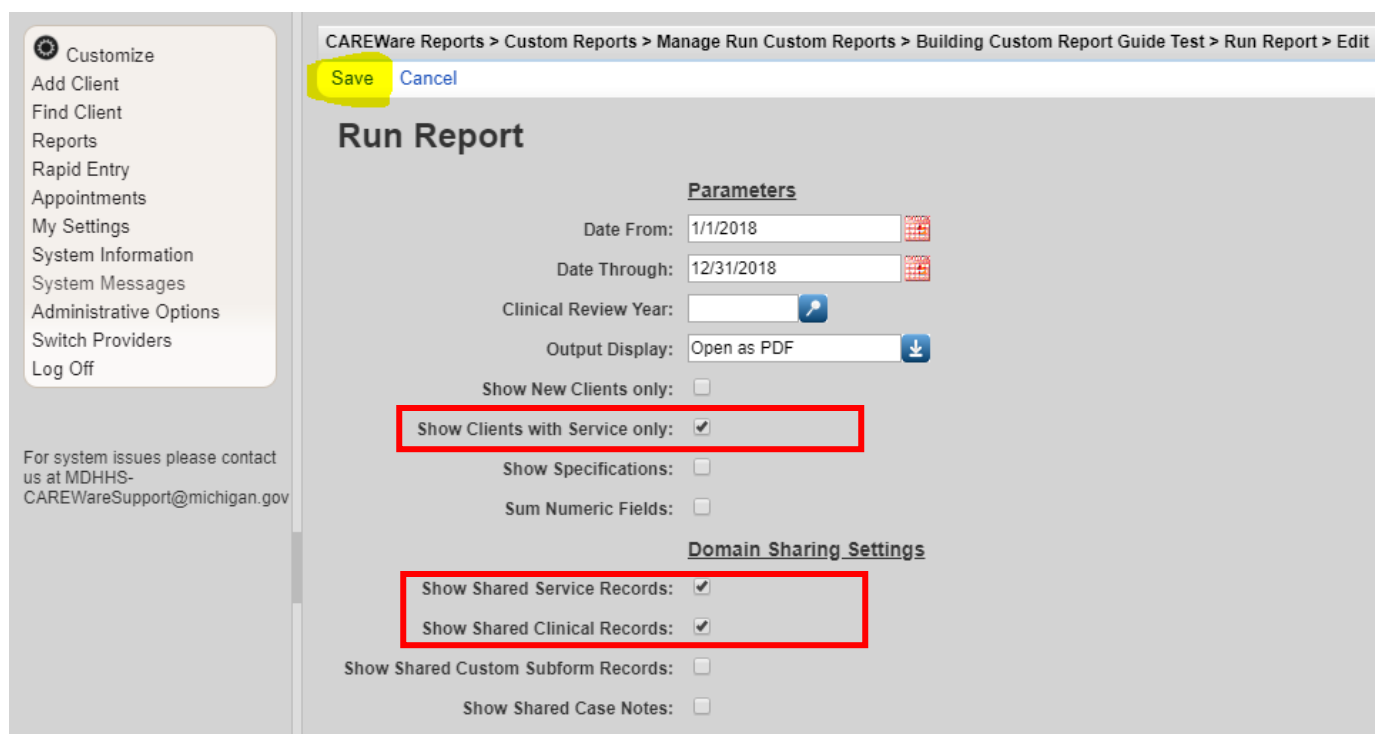 Customize
Add Client
Find Client
Reports
Rapid Entry
Appointments
My Settings
System Information
System Messages
Administrative Options
Switch Providers
Log Off
For system issues please contact
us at MDHHS-
CAREWareSupport@michigan.gov
CAREWare Reports > Custom Reports > Manage Run Custom Reports > Building Custom Report Guide Test > Run Report > Edit
Save Cancel
Run Report
Parameters
Date From: 1/1/2018
Date Through: 12/31/2018
Clinical Review Year:
Output Display: Open as PDF
Show New Clients only:
Show Clients with Service only:
Show Specifications:
Sum Numeric Fields:
Domain Sharing Settings
Show Shared Service Records:
Show Shared Clinical Records:
Show Shared Custom Subform Records:
Show Shared Case Notes: